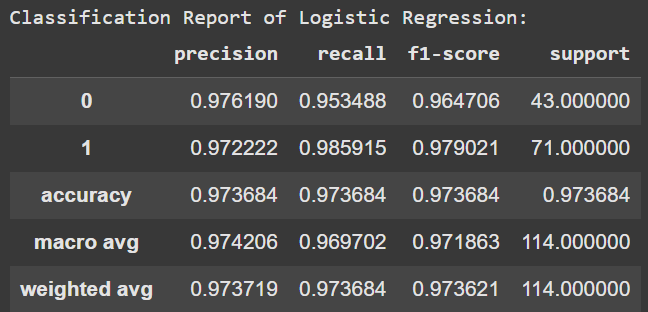 Classification Report of Logistic Regression:
precision recall f1-score support
0 0.976190 0.953488 0.964706 43.000000
1 0.972222 0.985915 0.979021 71.000000
accuracy 0.973684 0.973684 0.973684 0.973684
macro avg 0.974206 0.969702 0.971863 114.000000
weighted avg 0.973719 0.973684 0.973621 114.000000